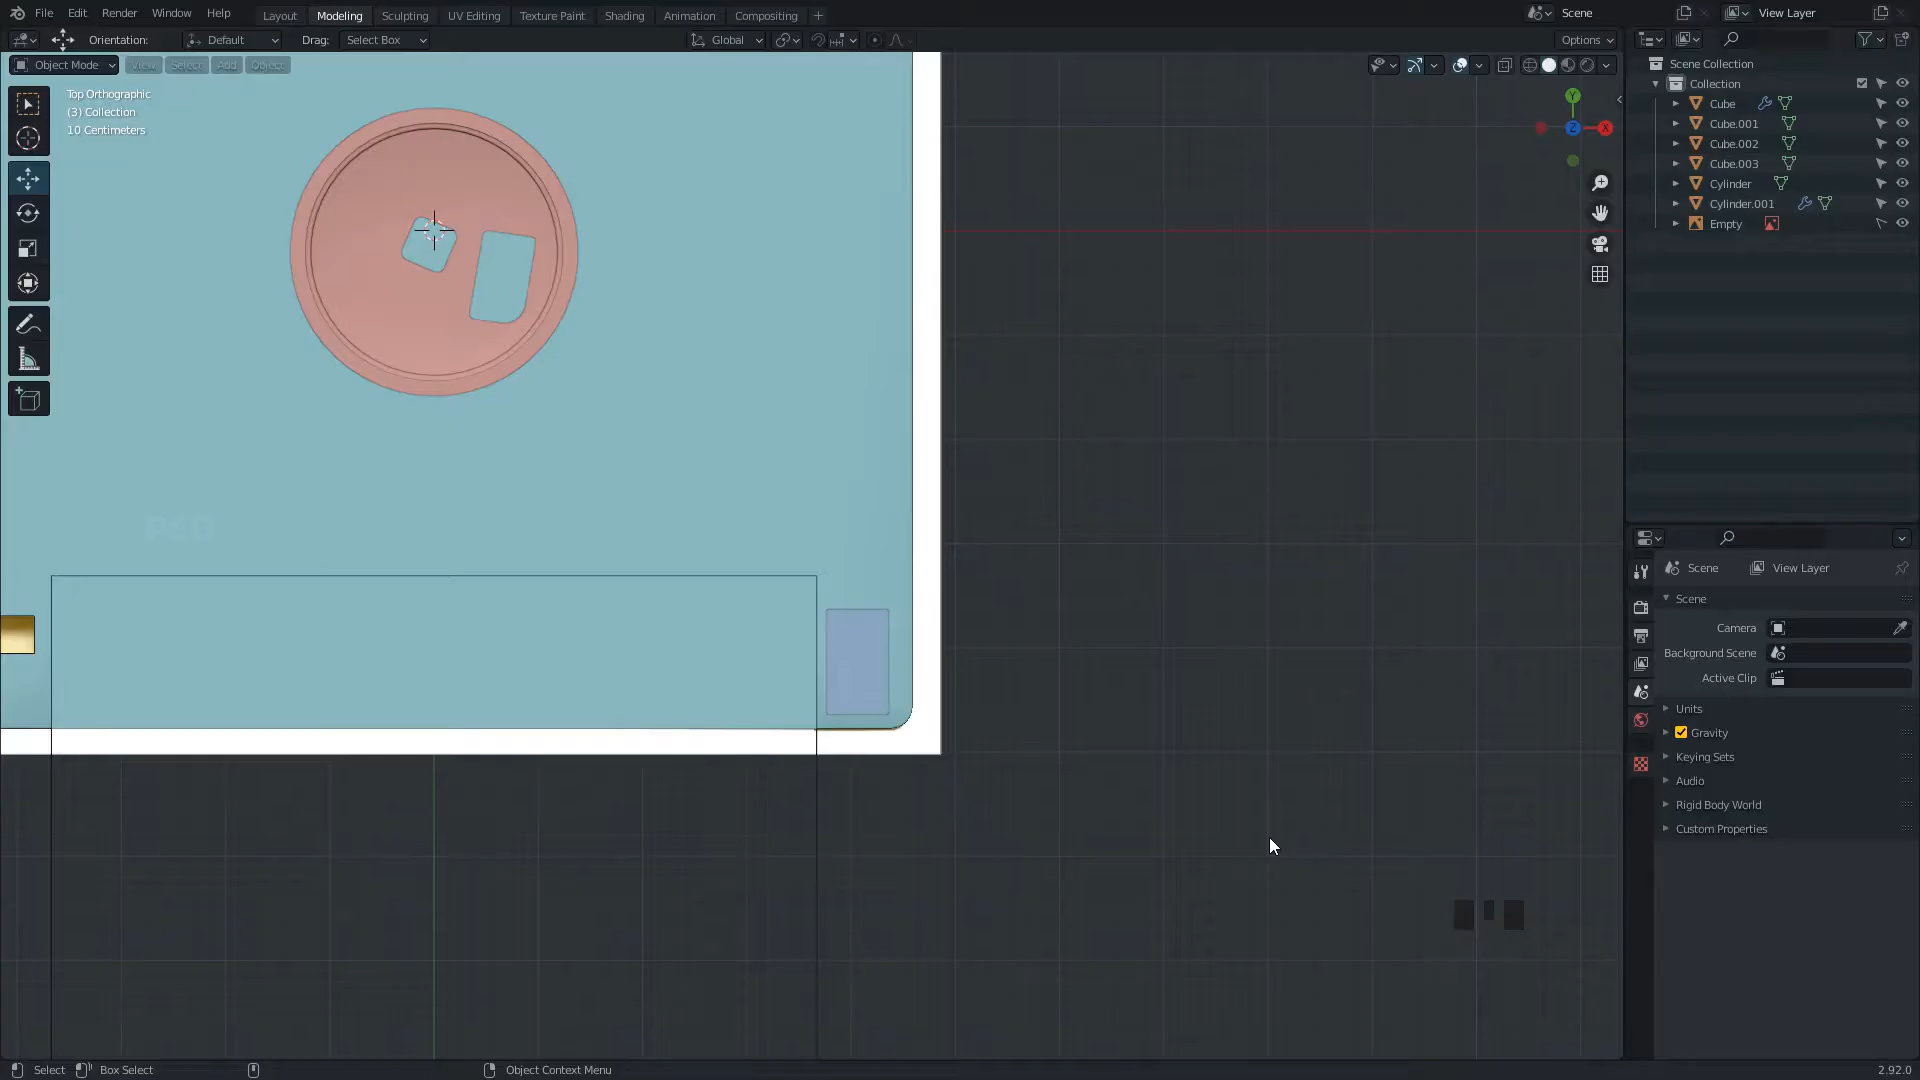 File Edit Render Window Help Layout Modeling Sculpting UV Editing Texture Paint Shading Animation Compositing Scene View Layer
Orientation: Default Drag: Select Box Global Options
Object Mode View Select Add Object
Top Orthographic
(3) Collection
10 Centimeters
Y
Z
X
Scene Collection
Collection
Cube
Cube.001
Cube.002
Cube.003
Cylinder
Cylinder.001
Empty
Scene View Layer
Scene
Camera
Background Scene
Active Clip
Units
Gravity
Keying Sets
Audio
Rigid Body World
Custom Properties
Select Box Select Object Context Menu 2.92.0